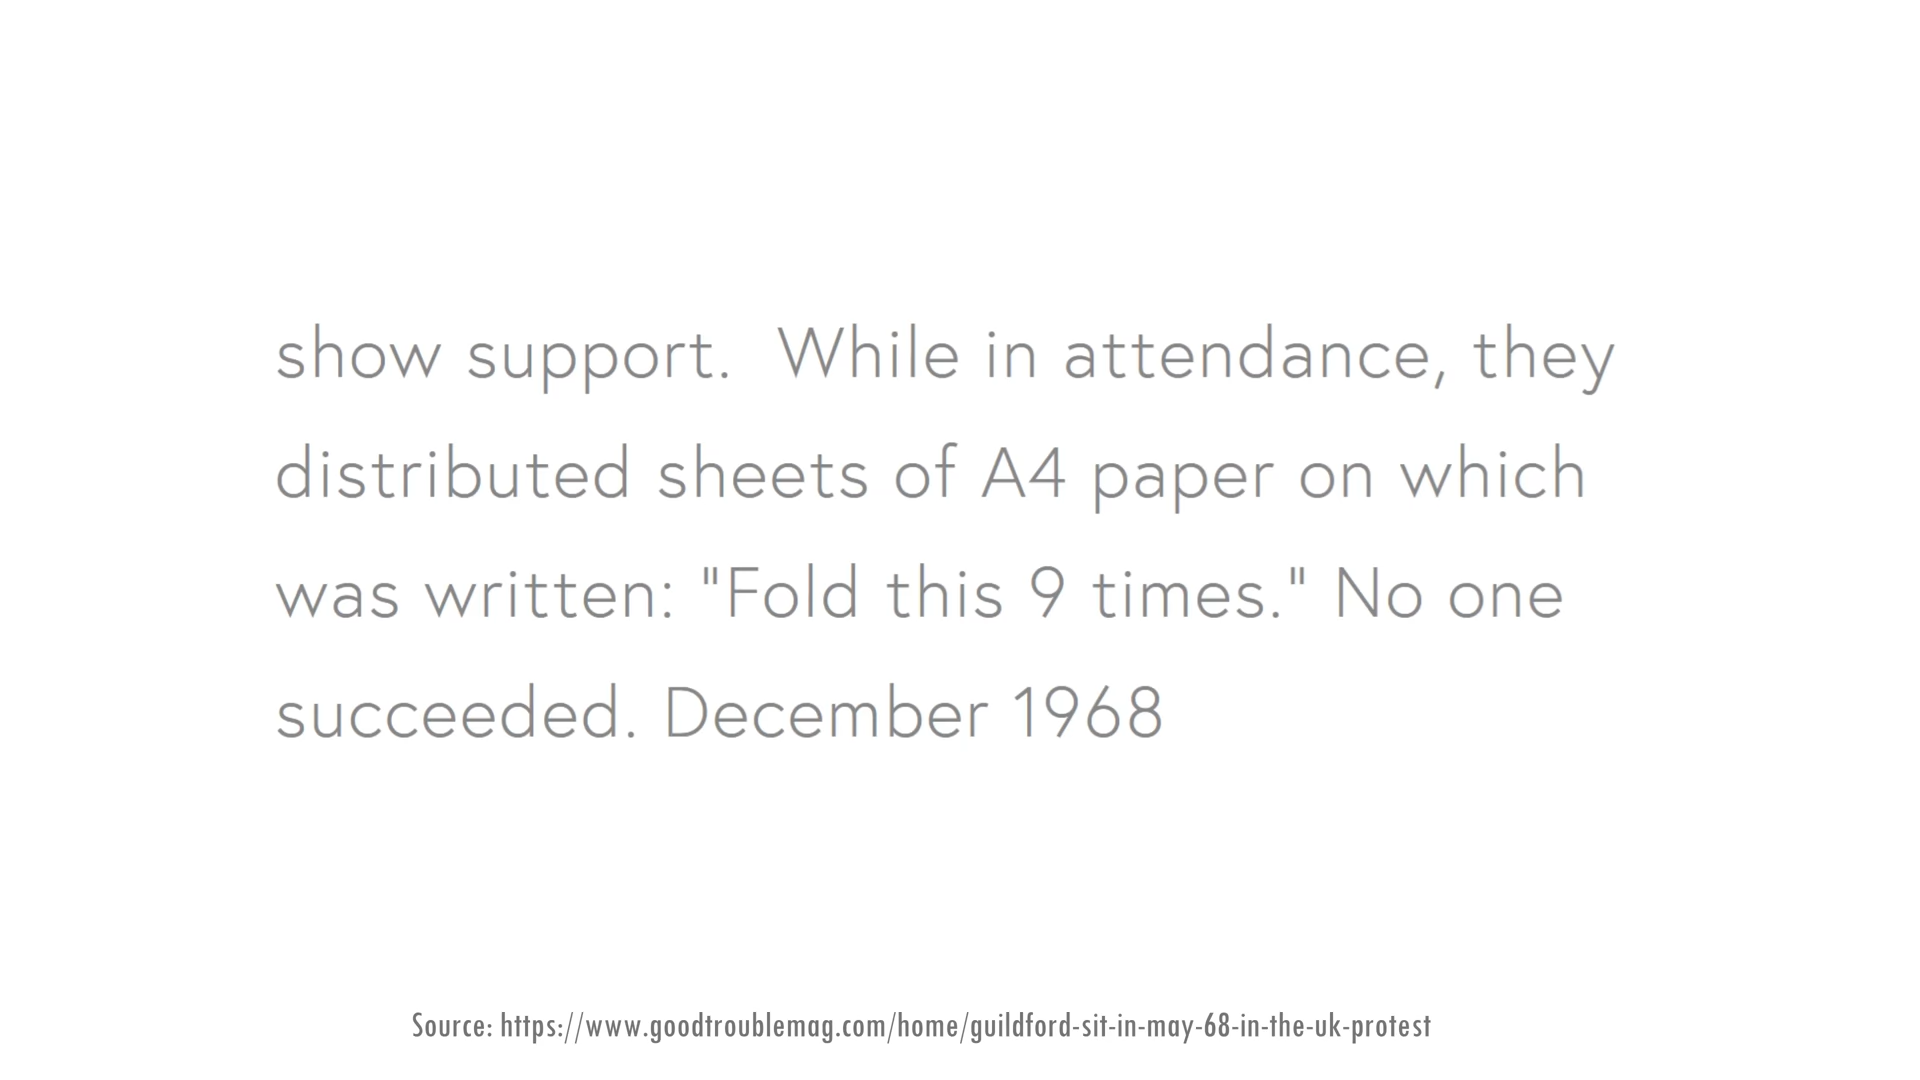 show support.  While in attendance, they
distributed sheets of A4 paper on which
was written: "Fold this 9 times." No one
succeeded. December 1968
Source: https://www.goodtroublemag.com/home/guildford-sit-in-may-68-in-the-uk-protest